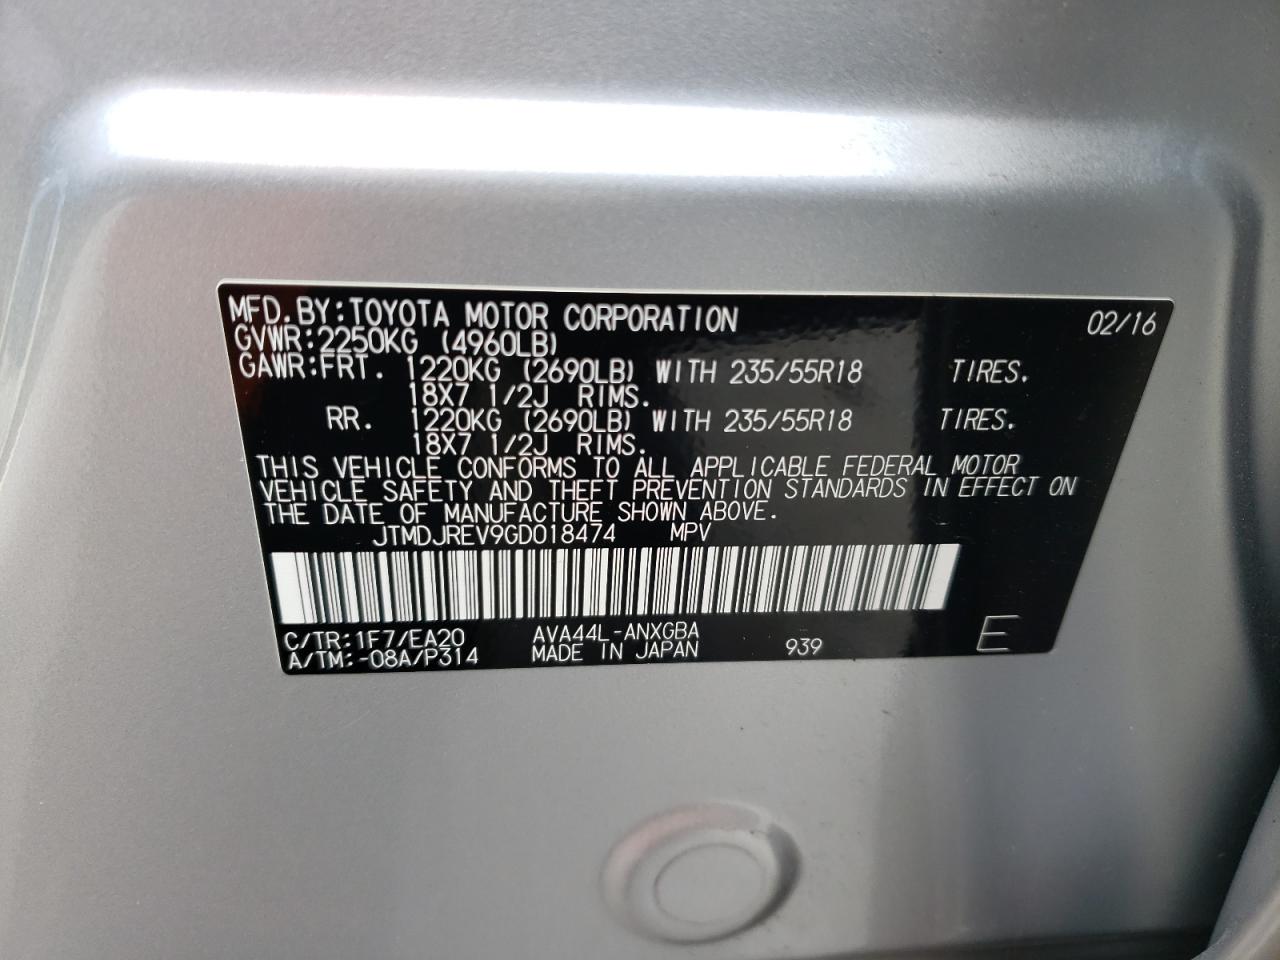 MFD. BY:TOYOTA MOTOR CORPORATION 02/16
GVWR:2250KG (4960LB)
GAWR:FRT. 1220KG (2690LB) WITH 235/55R18 TIRES.
18X7 1/2J RIMS.
RR. 1220KG (2690LB) WITH 235/55R18 TIRES.
18X7 1/2J RIMS.
THIS VEHICLE CONFORMS TO ALL APPLICABLE FEDERAL MOTOR
VEHICLE SAFETY AND THEFT PREVENTION STANDARDS IN EFFECT ON
THE DATE OF MANUFACTURE SHOWN ABOVE.
JTMDJREV9GD018474 MPV
C/TR:1F7/EA20 AVA44L-ANXGBA E
A/TM:-08A/P314 MADE IN JAPAN 939